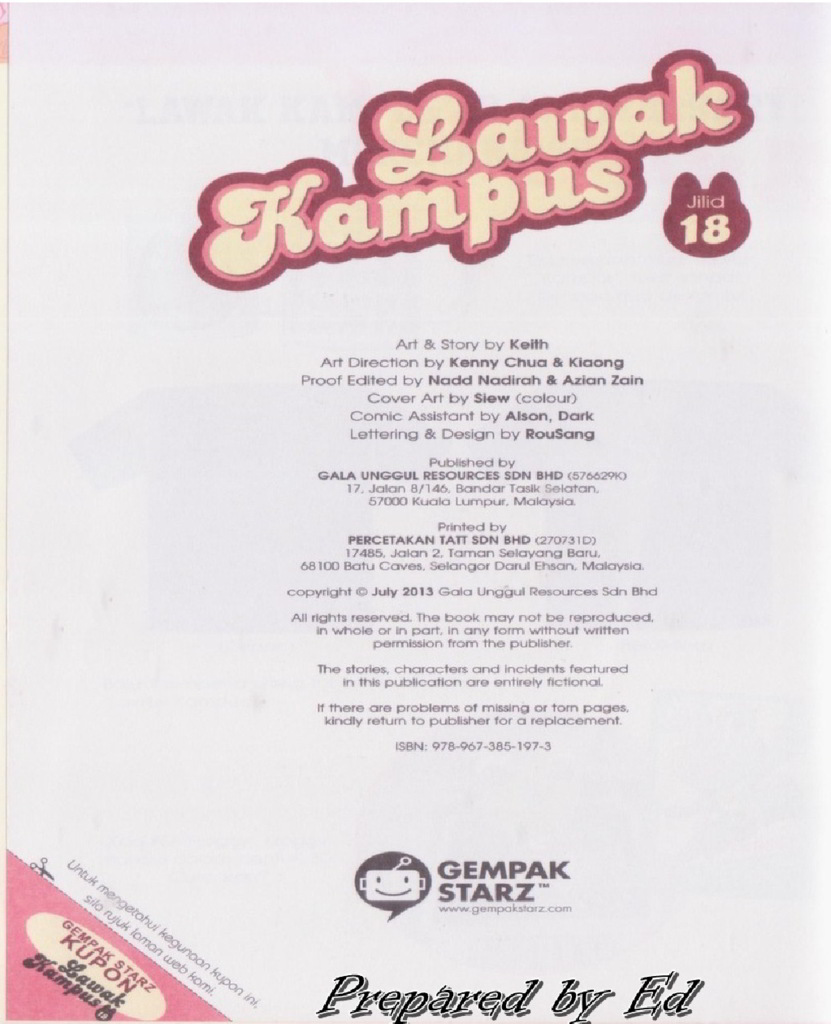 Lawak
Kampus
Jilid
18
Art & Story by Keith
Art Direction by Kenny Chua & Kiaong
Proof Edited by Nadd Nadirah & Azian Zain
Cover Art by Siew (colour)
Comic Assistant by Alson, Dark
Lettering & Design by RouSang
Published by
GALA UNGGUL RESOURCES SDN BHD (576629K)
17, Jalan 8/146, Bandar Tasik Selatan,
57000 Kuala Lumpur, Malaysia.
Printed by
PERCETAKAN TATT SDN BHD (270731D)
17485, Jalan 2, Taman Selayang Baru,
68100 Batu Caves, Selangor Darul Ehsan, Malaysia.
copyright © July 2013 Gala Unggul Resources Sdn Bhd
All rights reserved. The book may not be reproduced,
in whole or in part, in any form without written
permission from the publisher.
The stories, characters and incidents featured
in this publication are entirely fictional.
If there are problems of missing or torn pages,
kindly return to publisher for a replacement.
ISBN: 978-967-385-197-3
GEMPAK
STARZ™
www.gempakstarz.com
Untuk mengetahui kegunaan kupon ini,
sila rujuk laman web kami.
GEMPAK STARZ
KUPON
Lawak
Kampus
Prepared by Ed